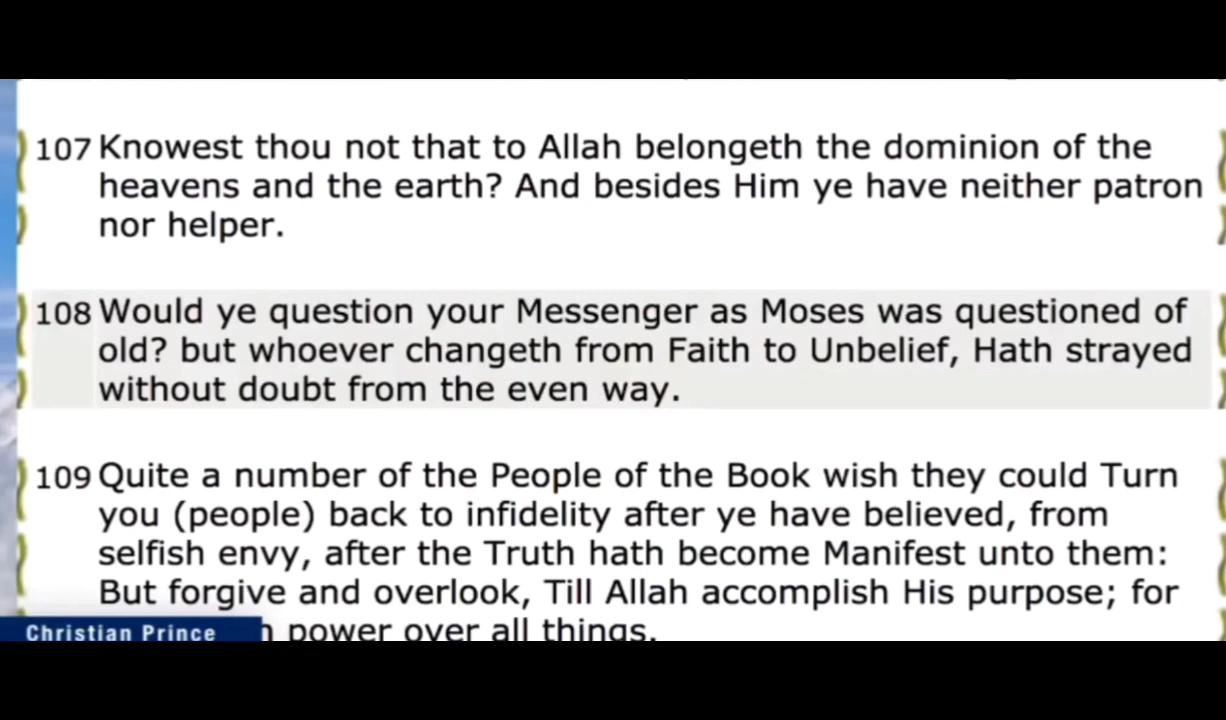 107 Knowest thou not that to Allah belongeth the dominion of the
heavens and the earth? And besides Him ye have neither patron
nor helper.
108 Would ye question your Messenger as Moses was questioned of
old? but whoever changeth from Faith to Unbelief, Hath strayed
without doubt from the even way.
109 Quite a number of the People of the Book wish they could Turn
you (people) back to infidelity after ye have believed, from
selfish envy, after the Truth hath become Manifest unto them:
But forgive and overlook, Till Allah accomplish His purpose; for
power over all things.
Christian Prince